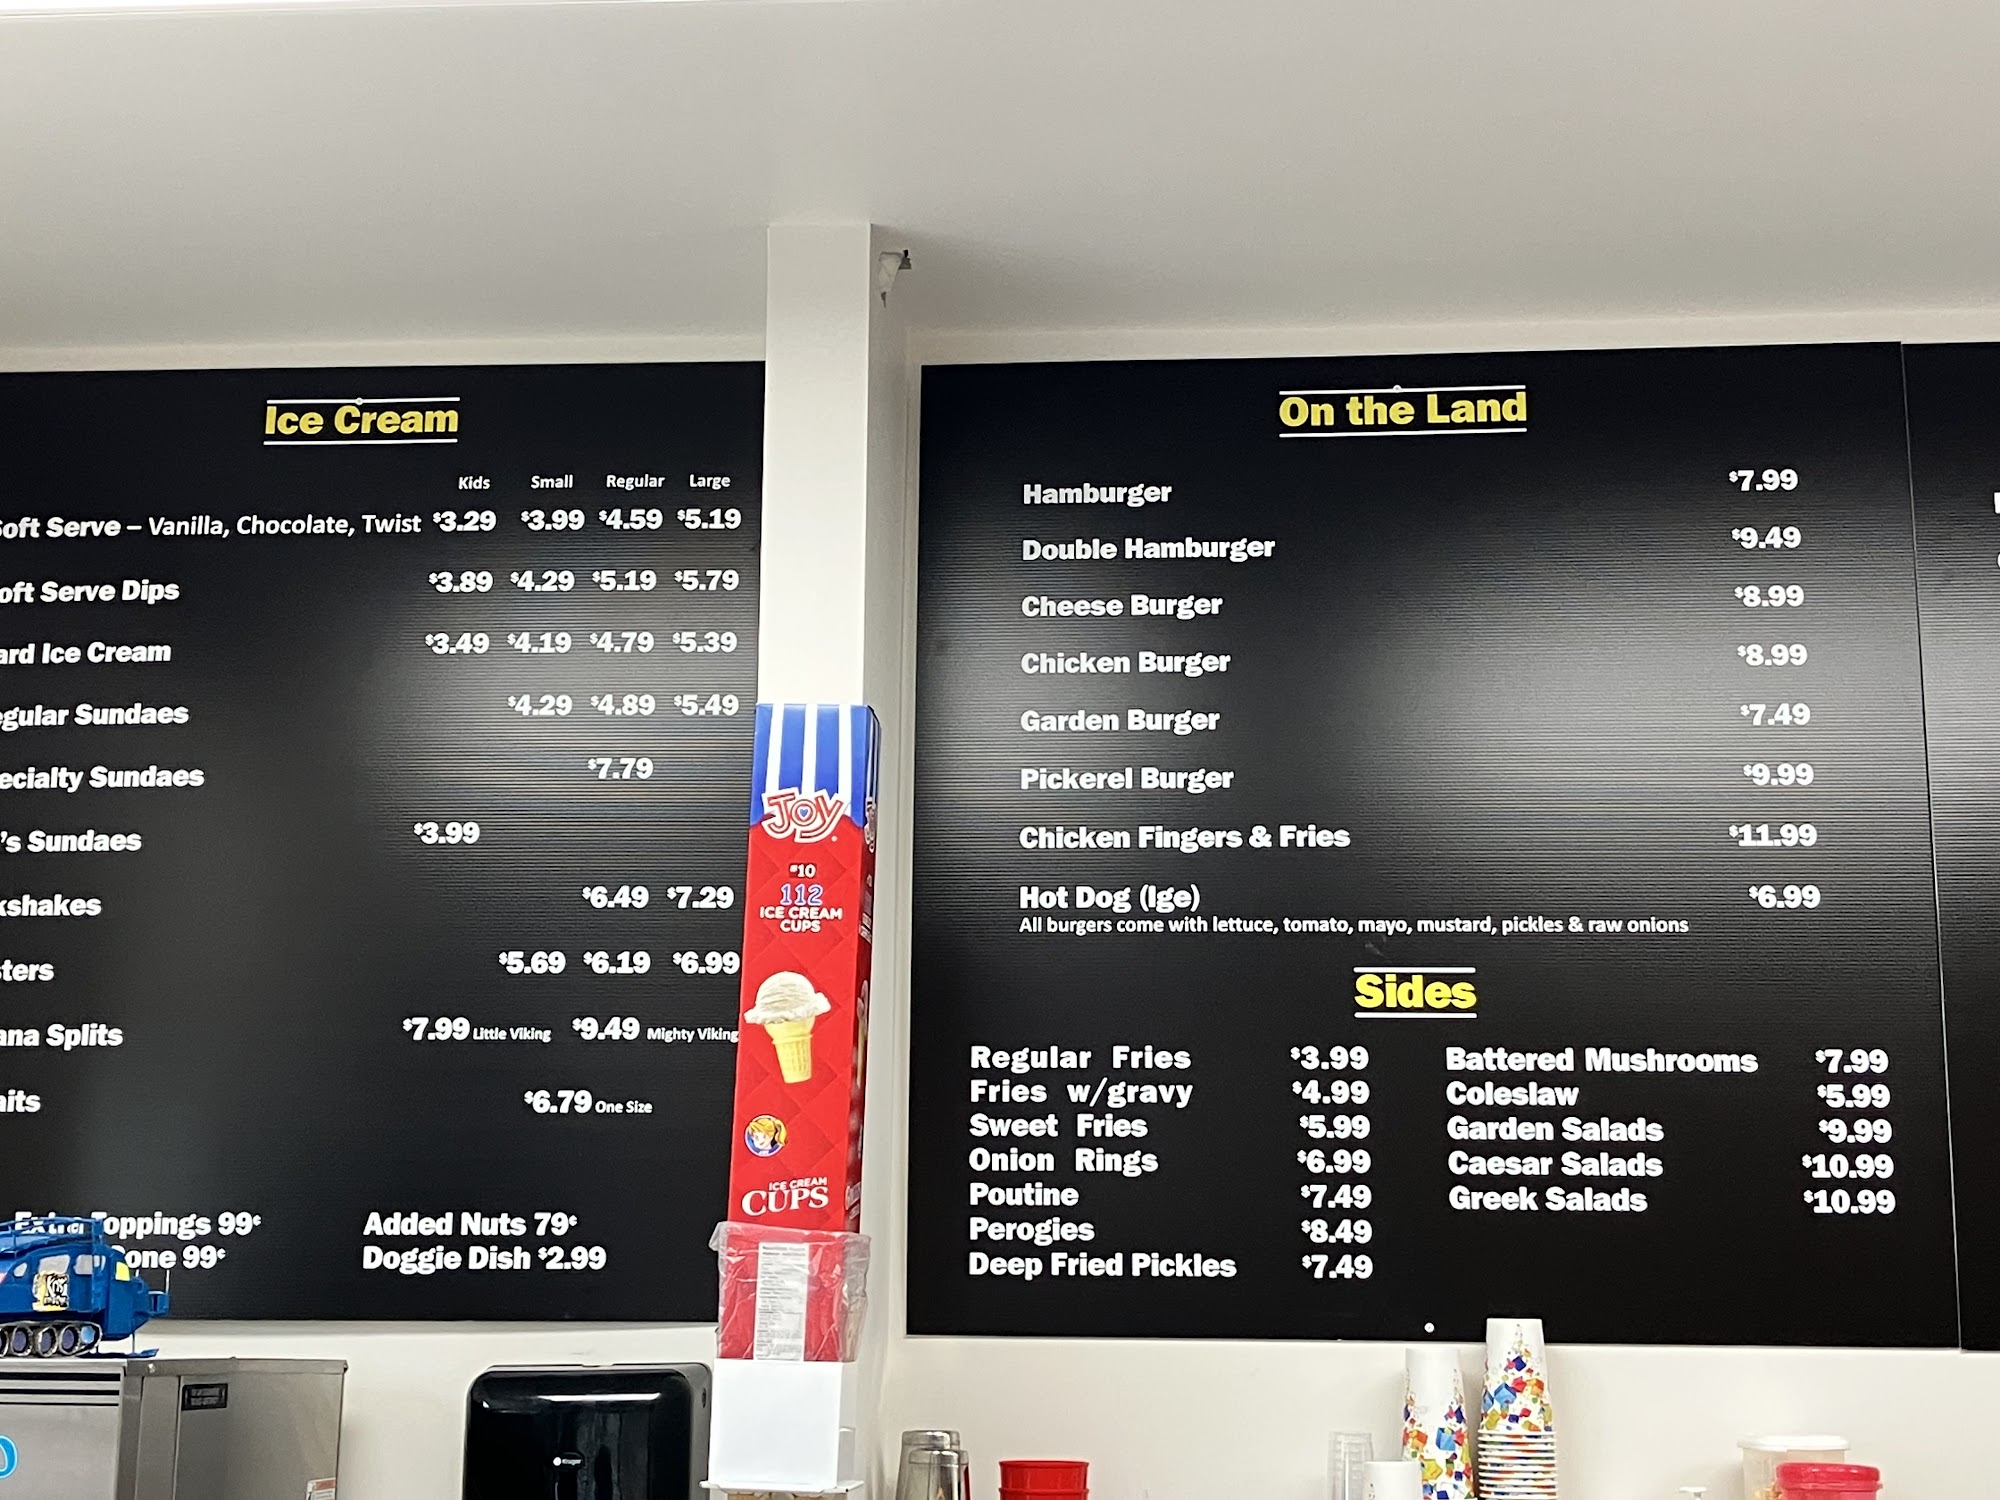 Ice Cream
Kids Small Regular Large
Soft Serve – Vanilla, Chocolate, Twist $3.29 $3.99 $4.59 $5.19
oft Serve Dips $3.89 $4.29 $5.19 $5.79
ard Ice Cream $3.49 $4.19 $4.79 $5.39
egular Sundaes $4.29 $4.89 $5.49
ecialty Sundaes $7.79
's Sundaes $3.99
kshakes $6.49 $7.29
ters $5.69 $6.19 $6.99
ana Splits $7.99 Little Viking $9.49 Mighty Viking
aits $6.79 One Size
Extra Toppings 99¢ Added Nuts 79¢
one 99¢ Doggie Dish $2.99
JOY
#10
112
ICE CREAM
CUPS
ICE CREAM
CUPS
On the Land
Hamburger $7.99
Double Hamburger $9.49
Cheese Burger $8.99
Chicken Burger $8.99
Garden Burger $7.49
Pickerel Burger $9.99
Chicken Fingers & Fries $11.99
Hot Dog (lge) $6.99
All burgers come with lettuce, tomato, mayo, mustard, pickles & raw onions
Sides
Regular Fries $3.99 Battered Mushrooms $7.99
Fries w/gravy $4.99 Coleslaw $5.99
Sweet Fries $5.99 Garden Salads $9.99
Onion Rings $6.99 Caesar Salads $10.99
Poutine $7.49 Greek Salads $10.99
Perogies $8.49
Deep Fried Pickles $7.49
Kruger